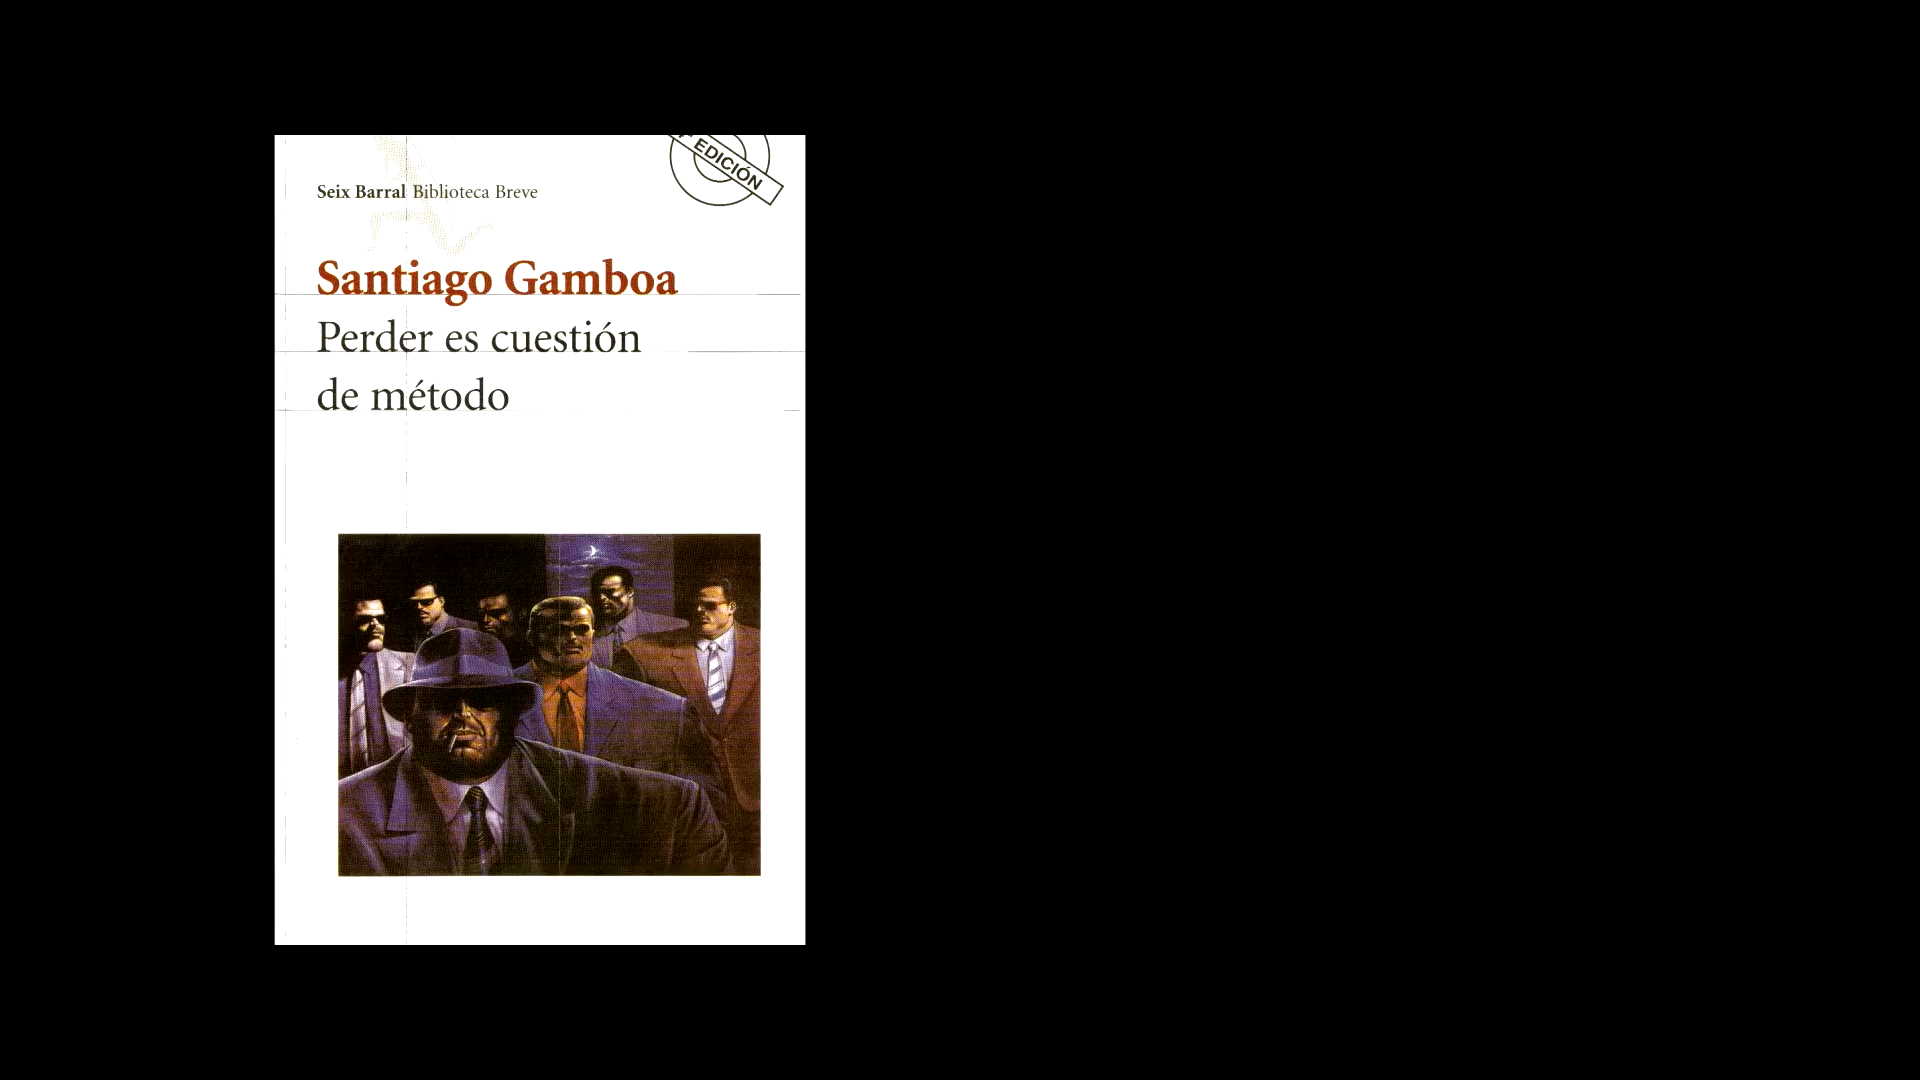 EDICIÓN
Seix Barral Biblioteca Breve
Santiago Gamboa
Perder es cuestión
de método